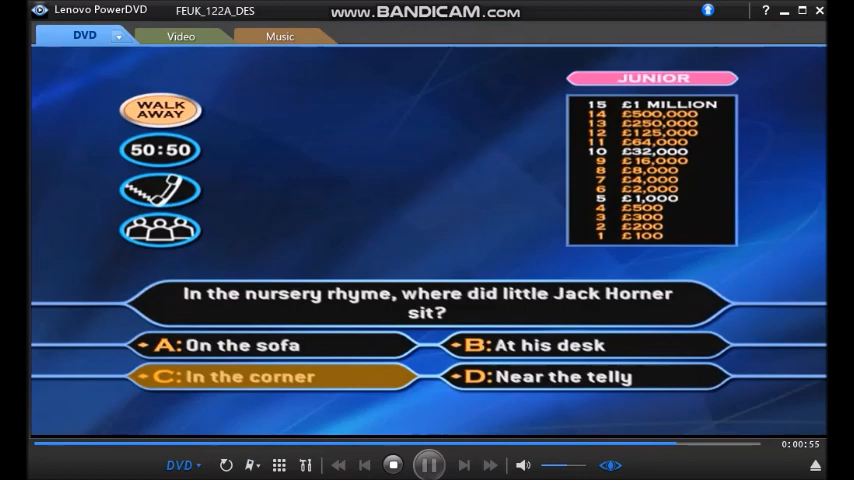 Lenovo PowerDVD
FEUK_122A_DES
www.BANDICAM.com
?
DVD
Video
Music
JUNIOR
WALK
AWAY
50:50
15 £1 MILLION
14 £500,000
13 £250,000
12 £125,000
11 £64,000
10 £32,000
9 £16,000
8 £8,000
7 £4,000
6 £2,000
5 £1,000
4 £500
3 £300
2 £200
1 £100
In the nursery rhyme, where did little Jack Horner
sit?
A: On the sofa
B: At his desk
C: In the corner
D: Near the telly
0:00:55
DVD